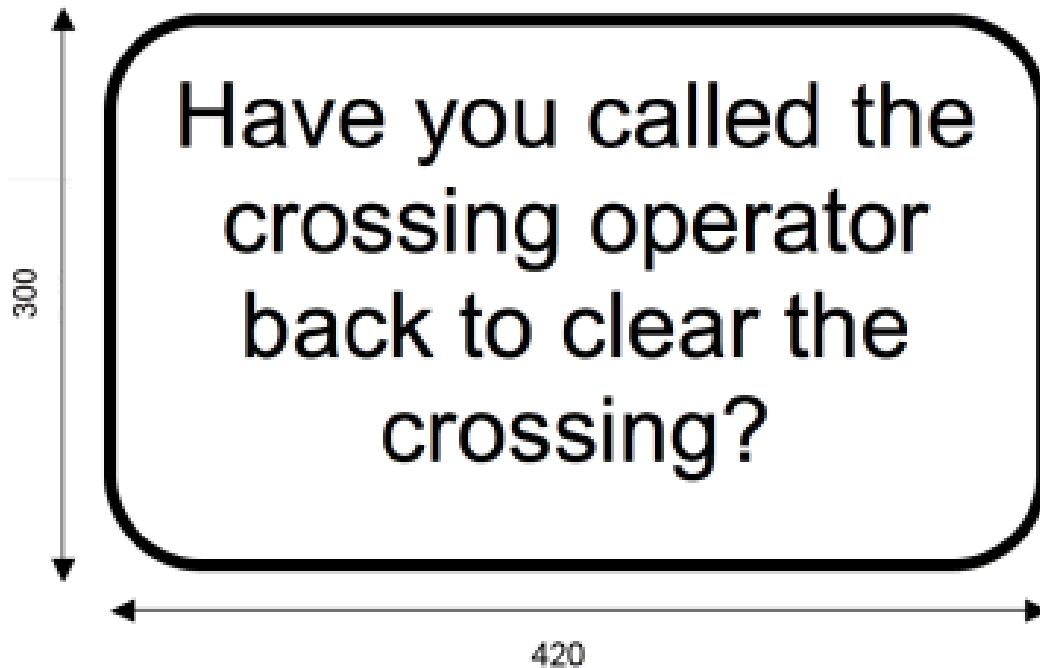 Have you called the
crossing operator
back to clear the
crossing?
300
420